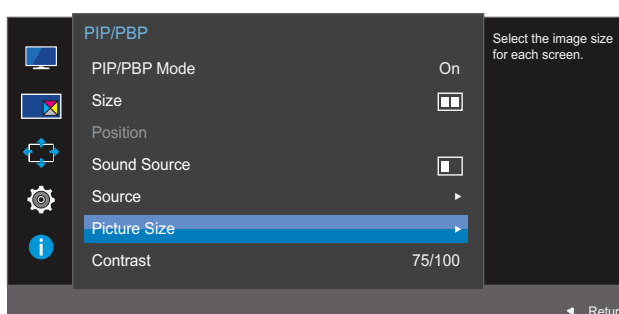 PIP/PBP
Select the image size
for each screen.
PIP/PBP Mode On
Size
Position
Sound Source
Source
Picture Size
Contrast 75/100